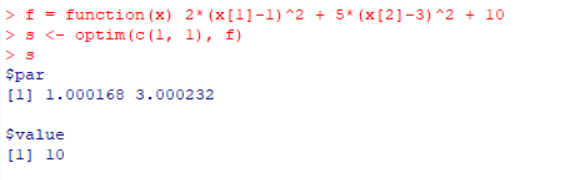 > f = function(x) 2*(x[1]-1)^2 + 5*(x[2]-3)^2 + 10
> s <- optim(c(1, 1), f)
> s
$par
[1] 1.000168 3.000232
$value
[1] 10